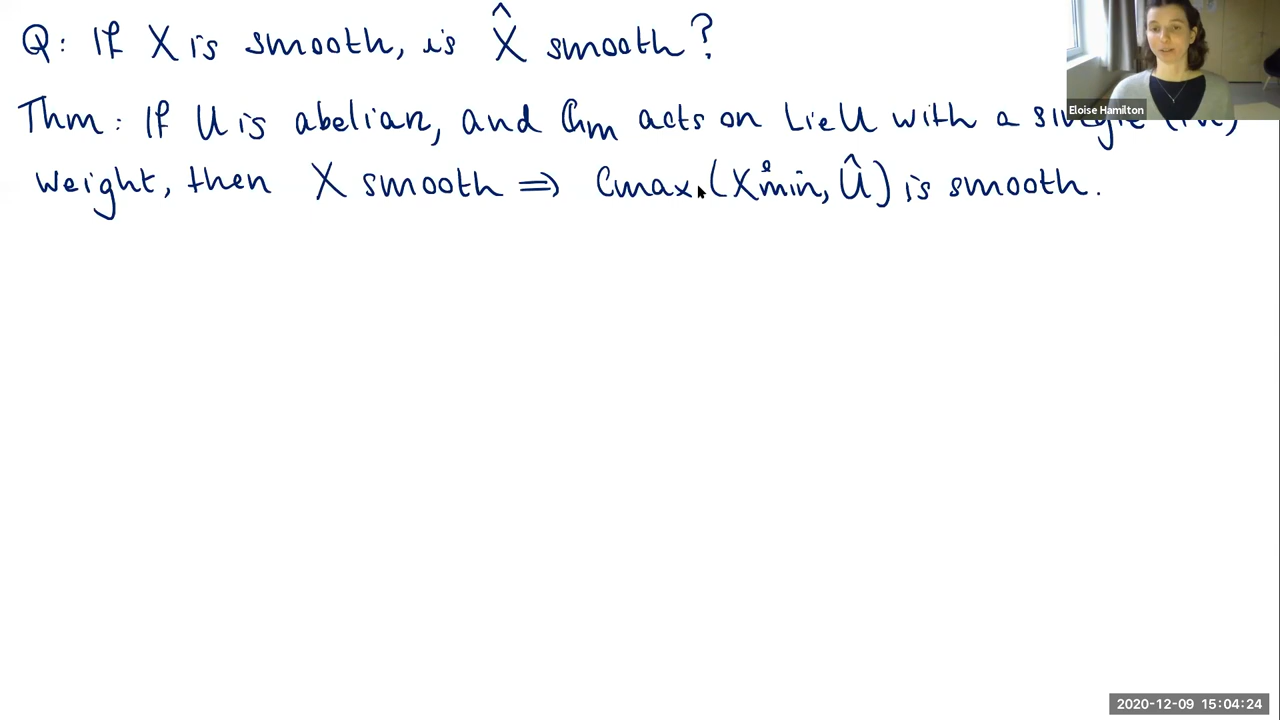 Q: If X is smooth, is X̂ smooth?
Eloise Hamilton
Thm: If U is abelian, and Gm acts on Lie U with a single
weight, then X smooth ⇒ Cmax(X°min, Û) is smooth.
2020-12-09 15:04:24